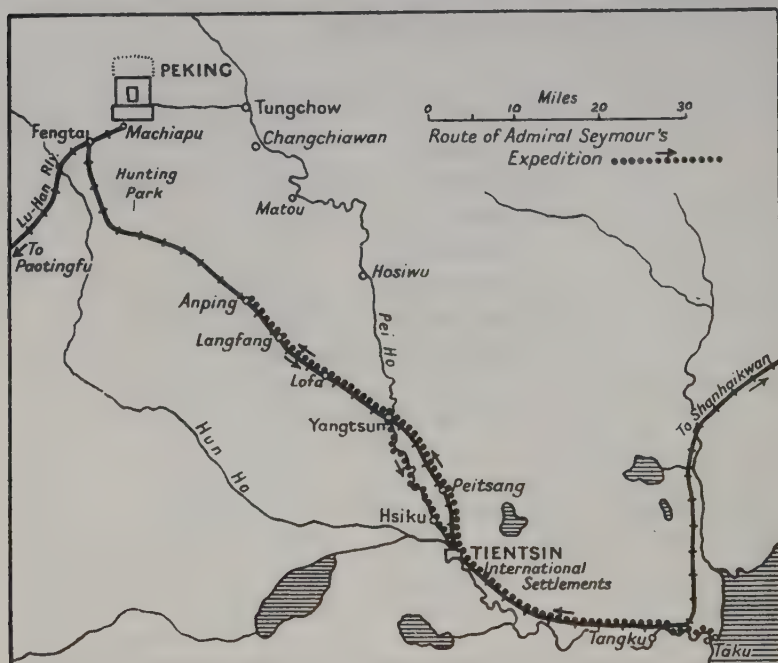 PEKING
Tungchow
Fengtai
Machiapu
Changchiawan
Miles
0 10 20 30
Route of Admiral Seymour's
Expedition
Lu-Han Rly
Hunting
Park
Matou
To
Paotingfu
Hosiwu
Anping
Pei Ho
Langfang
Lofa
To Shanhaikwan
Yangtsun
Hun Ho
Peitsang
Hsiku
TIENTSIN
International
Settlements
Tangku
Taku